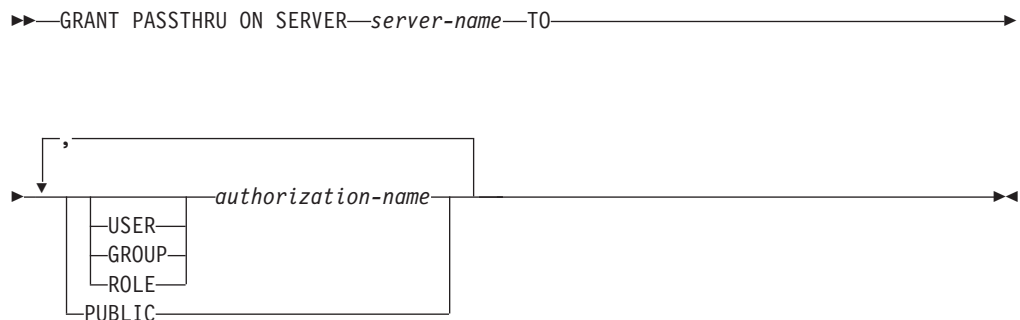 GRANT PASSTHRU ON SERVER server-name TO
,
authorization-name
USER
GROUP
ROLE
PUBLIC